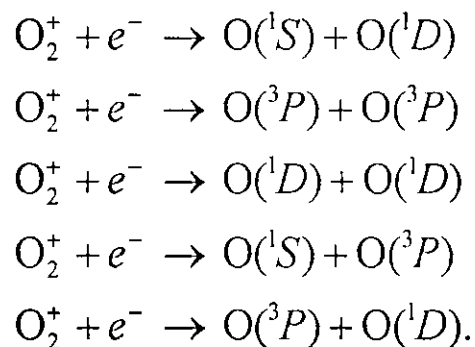 O₂⁺ + e⁻ → O(¹S) + O(¹D)
O₂⁺ + e⁻ → O(³P) + O(³P)
O₂⁺ + e⁻ → O(¹D) + O(¹D)
O₂⁺ + e⁻ → O(¹S) + O(³P)
O₂⁺ + e⁻ → O(³P) + O(¹D).